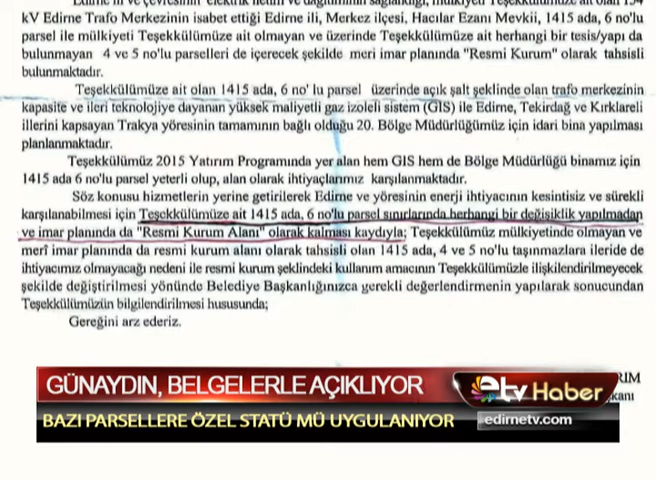 Edirne ili ve çevresinin elektrik iletim ve dağıtımının sağlandığı, mülkiyeti Teşekkülümüze ait olan 154
kV Edirne Trafo Merkezinin isabet ettiği Edirne ili, Merkez ilçesi, Hacılar Ezanı Mevkii, 1415 ada, 6 no'lu
parsel ile mülkiyeti Teşekkülümüze ait olmayan ve üzerinde Teşekkülümüze ait herhangi bir tesis/yapı da
bulunmayan 4 ve 5 no'lu parselleri de içerecek şekilde meri imar planında "Resmi Kurum" olarak tahsisli
bulunmaktadır.
Teşekkülümüze ait olan 1415 ada, 6 no' lu parsel üzerinde açık şalt şeklinde olan trafo merkezinin
kapasite ve ileri teknolojiye dayanan yüksek maliyetli gaz izoleli sistem (GIS) ile Edirne, Tekirdağ ve Kırklareli
illerini kapsayan Trakya yöresinin tamamının bağlı olduğu 20. Bölge Müdürlüğümüz için idari bina yapılması
planlanmaktadır.
Teşekkülümüz 2015 Yatırım Programında yer alan hem GIS hem de Bölge Müdürlüğü binamız için
1415 ada 6 no'lu parsel yeterli olup, alan olarak ihtiyaçlarımız karşılanmaktadır.
Söz konusu hizmetlerin yerine getirilerek Edirne ve yöresinin enerji ihtiyacının kesintisiz ve sürekli
karşılanabilmesi için Teşekkülümüze ait 1415 ada, 6 no'lu parsel sınırlarında herhangi bir değişiklik yapılmadan
ve imar planında da "Resmi Kurum Alanı" olarak kalması kaydıyla; Teşekkülümüz mülkiyetinde olmayan ve
merî imar planında da resmi kurum alanı olarak tahsisli olan 1415 ada, 4 ve 5 no'lu taşınmazlara ileride de
ihtiyacımız olmayacağı nedeni ile resmi kurum şeklindeki kullanım amacının Teşekkülümüzle ilişkilendirilmeyecek
şekilde değiştirilmesi yönünde Belediye Başkanlığınızca gerekli değerlendirmenin yapılarak sonucundan
Teşekkülümüzün bilgilendirilmesi hususunda;
Gereğini arz ederiz.
GÜNAYDIN, BELGELERLE AÇIKLIYOR
etv Haber
BAZI PARSELLERE ÖZEL STATÜ MÜ UYGULANIYOR
edirnetv.com